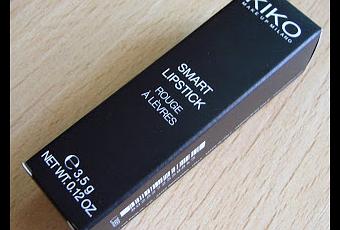 KIKO
MAKE UP MILANO
SMART
LIPSTICK
ROUGE
À LÈVRES
℮ 3,5 g
NET WT. 0.12 OZ.